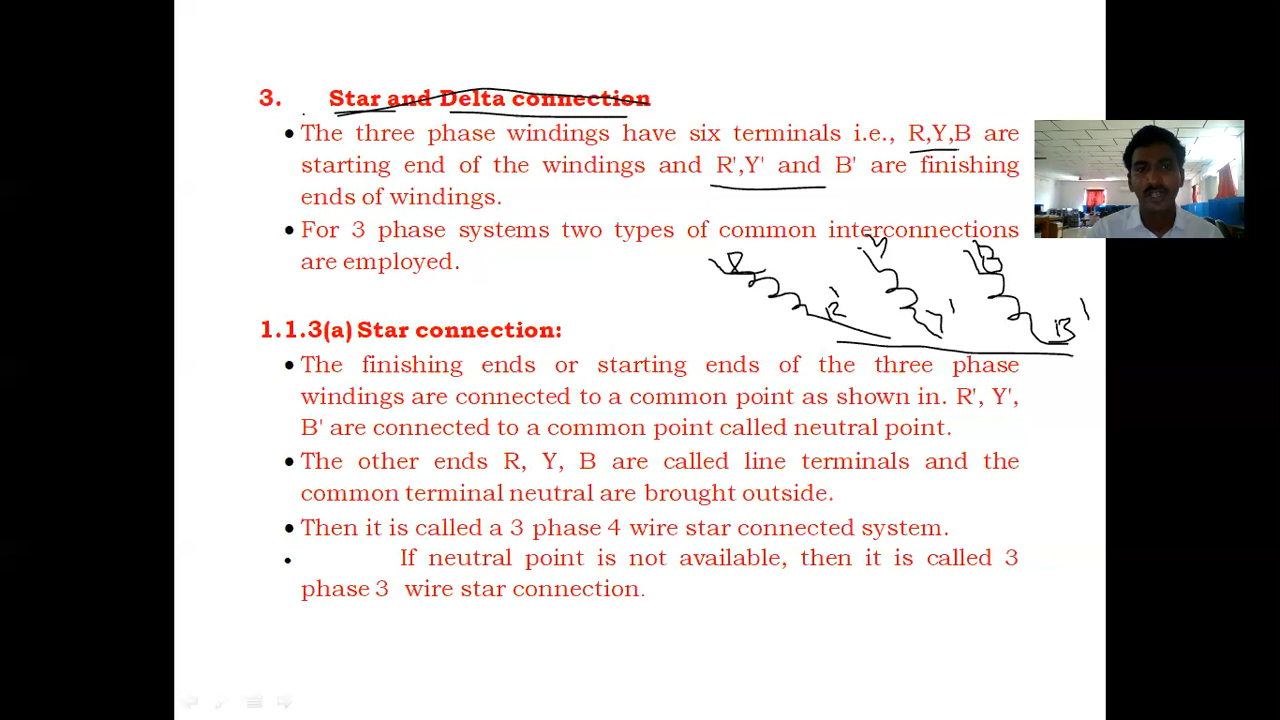 3. Star and Delta connection
• The three phase windings have six terminals i.e., R,Y,B are
starting end of the windings and R',Y' and B' are finishing
ends of windings.
• For 3 phase systems two types of common interconnections
are employed.
R Y B
R' Y' B'
1.1.3(a) Star connection:
• The finishing ends or starting ends of the three phase
windings are connected to a common point as shown in. R', Y',
B' are connected to a common point called neutral point.
• The other ends R, Y, B are called line terminals and the
common terminal neutral are brought outside.
• Then it is called a 3 phase 4 wire star connected system.
• If neutral point is not available, then it is called 3
phase 3 wire star connection.